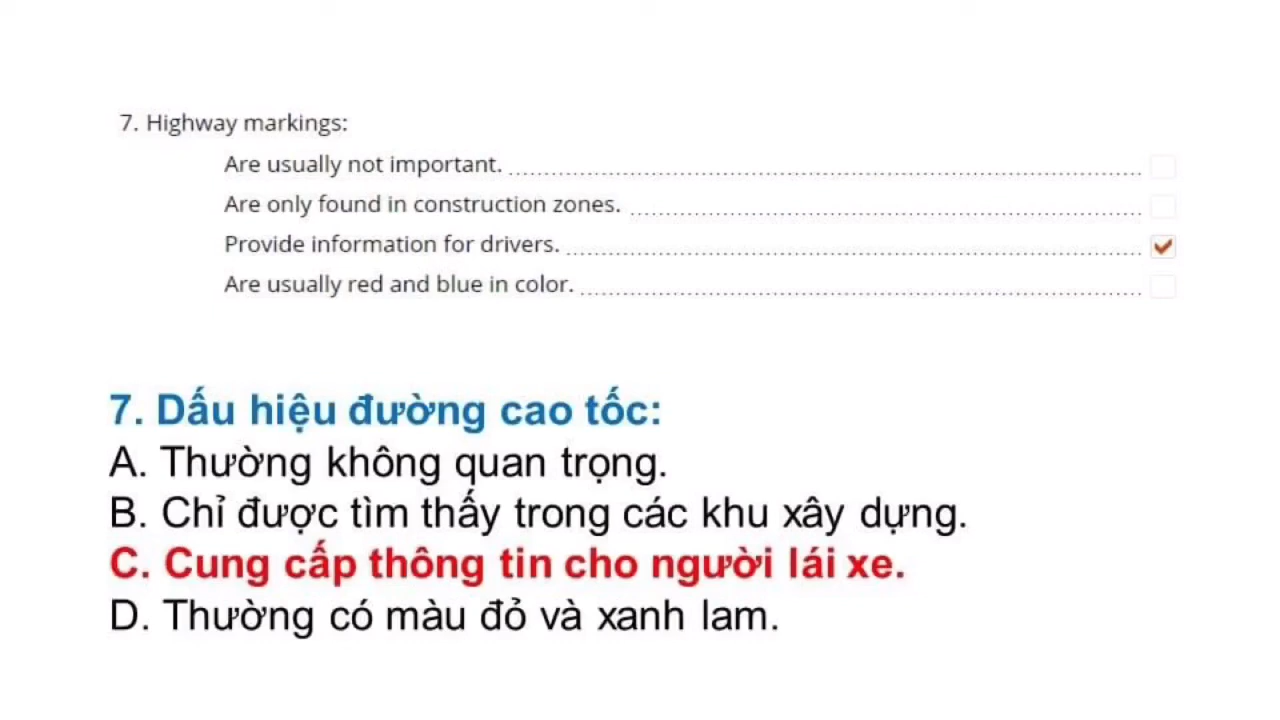 7. Highway markings:
Are usually not important.
Are only found in construction zones.
Provide information for drivers.
Are usually red and blue in color.
7. Dấu hiệu đường cao tốc:
A. Thường không quan trọng.
B. Chỉ được tìm thấy trong các khu xây dựng.
C. Cung cấp thông tin cho người lái xe.
D. Thường có màu đỏ và xanh lam.